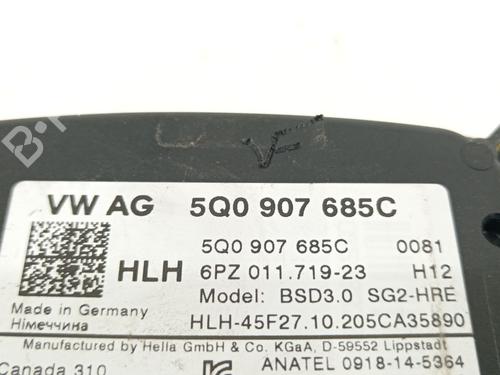 VW AG 5Q0 907 685C
5Q0 907 685C 0081
HLH 6PZ 011.719-23 H12
Model: BSD3.0 SG2-HRE
Made in Germany
Німеччина
HLH-45F27.10.205CA35890
Manufactured by Hella GmbH & Co. KGaA, D-59552 Lippstadt
Canada 310
ANATEL 0918-14-5364